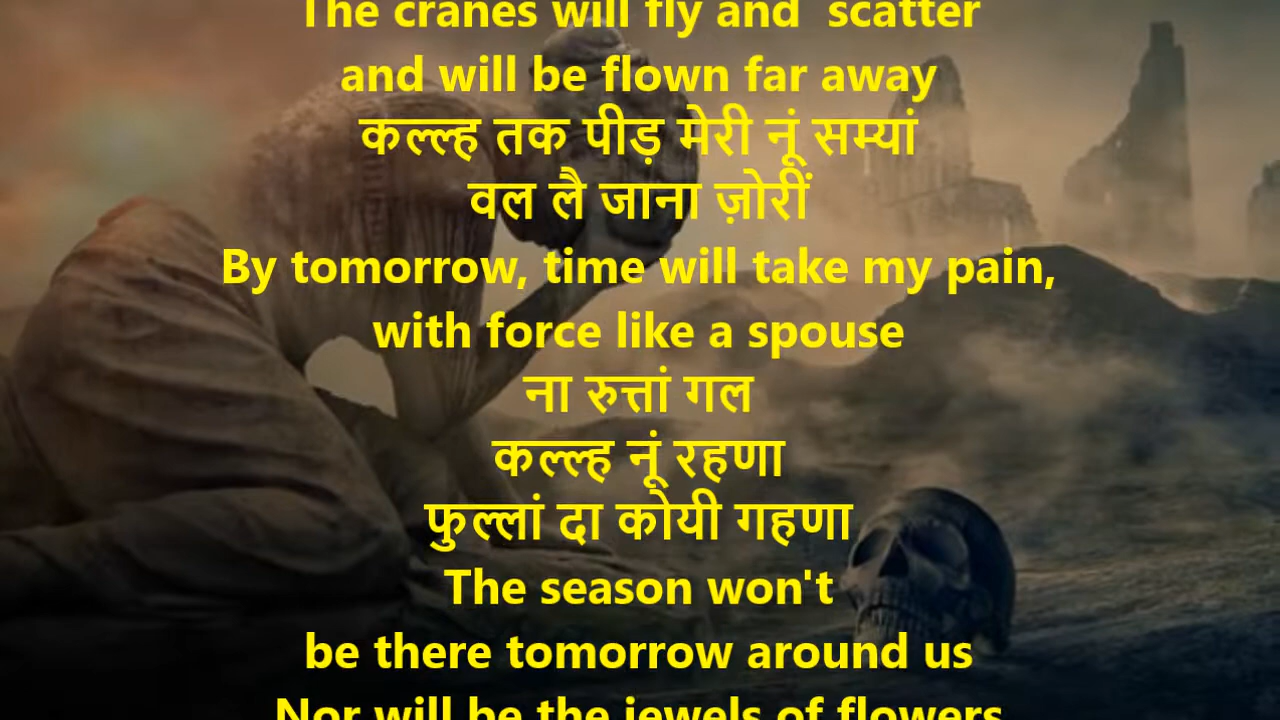 The cranes will fly and  scatter
and will be flown far away
कल्ल्ह तक पीड़ मेरी नूं सम्यां
वल लै जाना ज़ोरीं
By tomorrow, time will take my pain,
with force like a spouse
ना रुत्तां गल
कल्ल्ह नूं रहणा
फुल्लां दा कोयी गहणा
The season won't
be there tomorrow around us
Nor will be the jewels of flowers